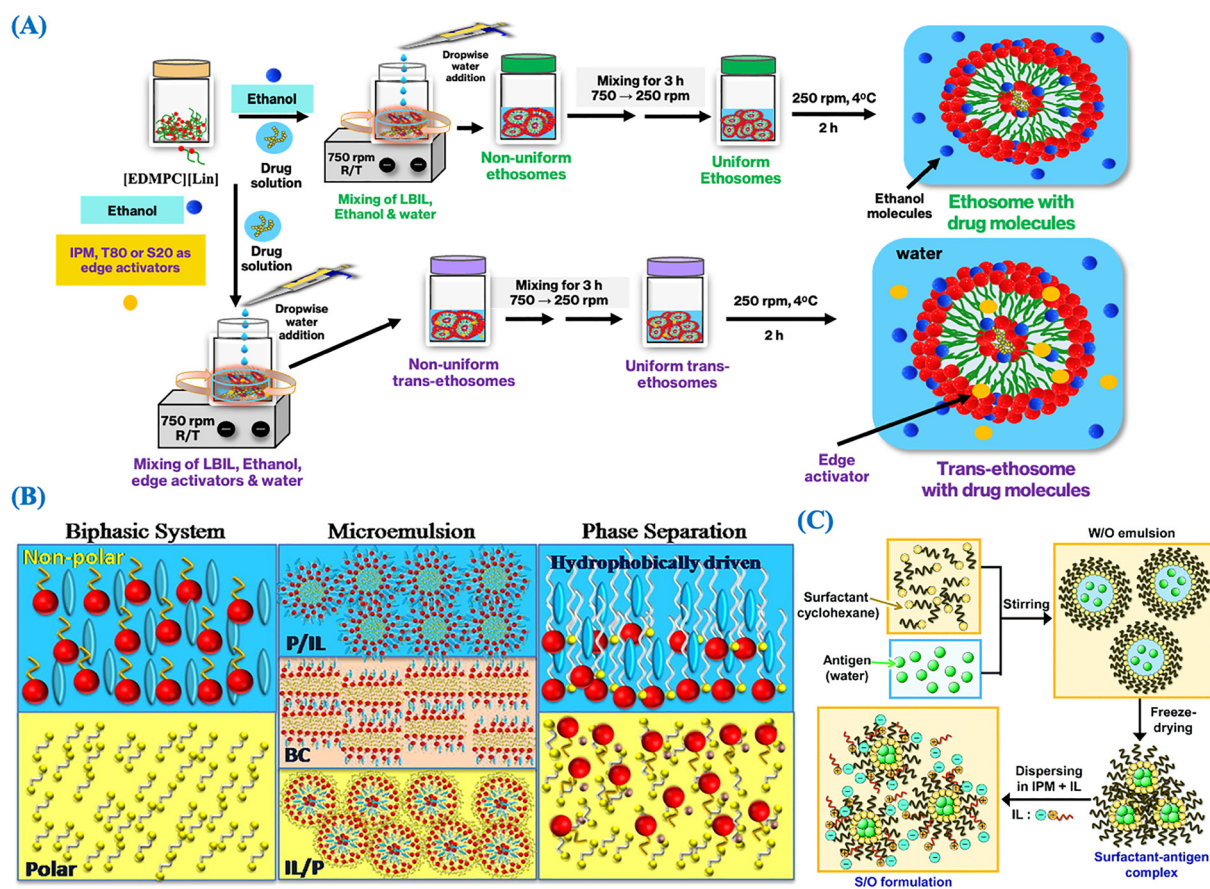 (A)
Ethanol
Drug
solution
[EDMPC][Lin]
Dropwise
water
addition
750 rpm
R/T
Mixing of LBIL,
Ethanol & water
Non-uniform
ethosomes
Mixing for 3 h
750 → 250 rpm
Uniform
Ethosomes
250 rpm, 4°C
2 h
Ethanol
molecules
Ethosome with
drug molecules
Ethanol
IPM, T80 or S20 as
edge activators
Drug
solution
Dropwise
water
addition
750 rpm
R/T
Mixing of LBIL, Ethanol,
edge activators & water
Non-uniform
trans-ethosomes
Mixing for 3 h
750 → 250 rpm
Uniform trans-
ethosomes
250 rpm, 4°C
2 h
water
Edge
activator
Trans-ethosome
with drug molecules
(B)
Biphasic System
Microemulsion
Phase Separation
Non-polar
Polar
P/IL
BC
IL/P
Hydrophobically driven
(C)
Surfactant
cyclohexane)
Antigen
(water)
Stirring
W/O emulsion
Freeze-
drying
Surfactant-antigen
complex
Dispersing
in IPM + IL
IL :
S/O formulation